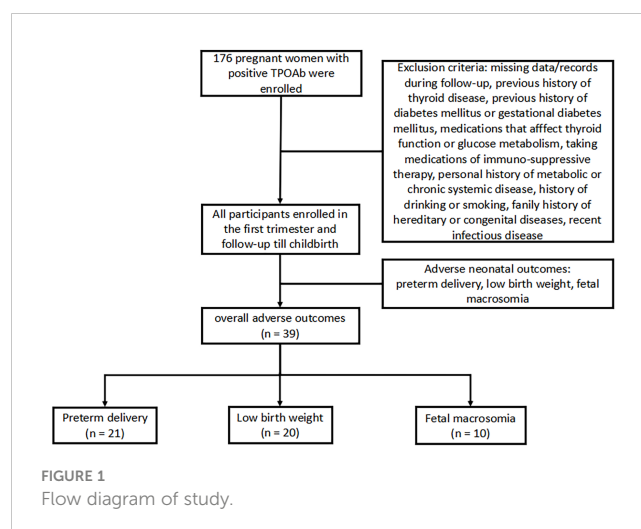 176 pregnant women with
positive TPOAb were
enrolled
Exclusion criteria: missing data/records
during follow-up, previous history of
thyroid disease, previous history of
diabetes mellitus or gestational diabetes
mellitus, medications that afffect thyroid
function or glucose metabolism, taking
medications of immuno-suppressive
therapy, personal history of metabolic or
chronic systemic disease, history of
drinking or smoking, fanily history of
hereditary or congenital diseases, recent
infectious disease
All participants enrolled in
the first trimester and
follow-up till childbirth
Adverse neonatal outcomes:
preterm delivery, low birth weight, fetal
macrosomia
overall adverse outcomes
(n = 39)
Preterm delivery
(n = 21)
Low birth weight
(n = 20)
Fetal macrosomia
(n = 10)
FIGURE 1
Flow diagram of study.